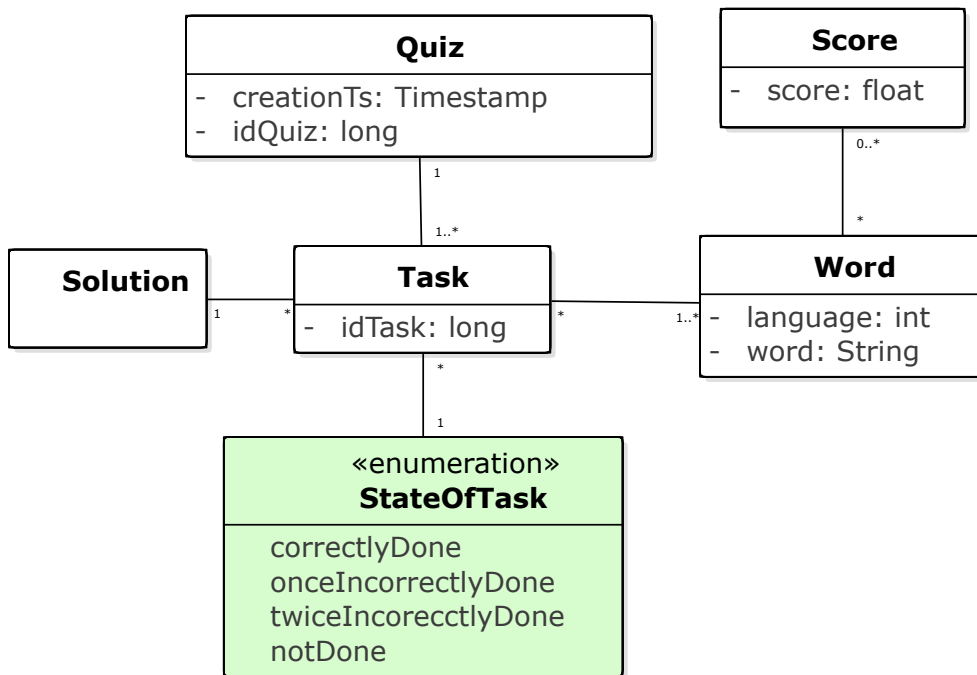 Quiz
- creationTs: Timestamp
- idQuiz: long
Score
- score: float
1
0..*
1..*
*
Solution
Task
- idTask: long
Word
- language: int
- word: String
1
*
*
1..*
*
1
«enumeration»
StateOfTask
correctlyDone
onceIncorrectlyDone
twiceIncorecctlyDone
notDone